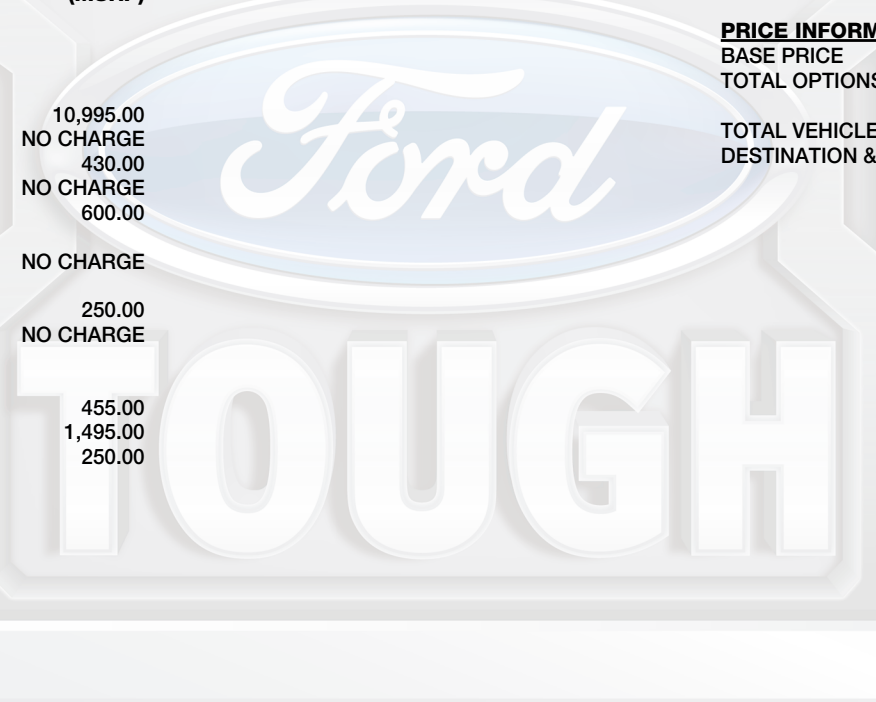 10,995.00
NO CHARGE
430.00
NO CHARGE
600.00
NO CHARGE
250.00
NO CHARGE
455.00
1,495.00
250.00
PRICE INFORM
BASE PRICE
TOTAL OPTIONS
TOTAL VEHICLE
DESTINATION &
Ford
TOUGH